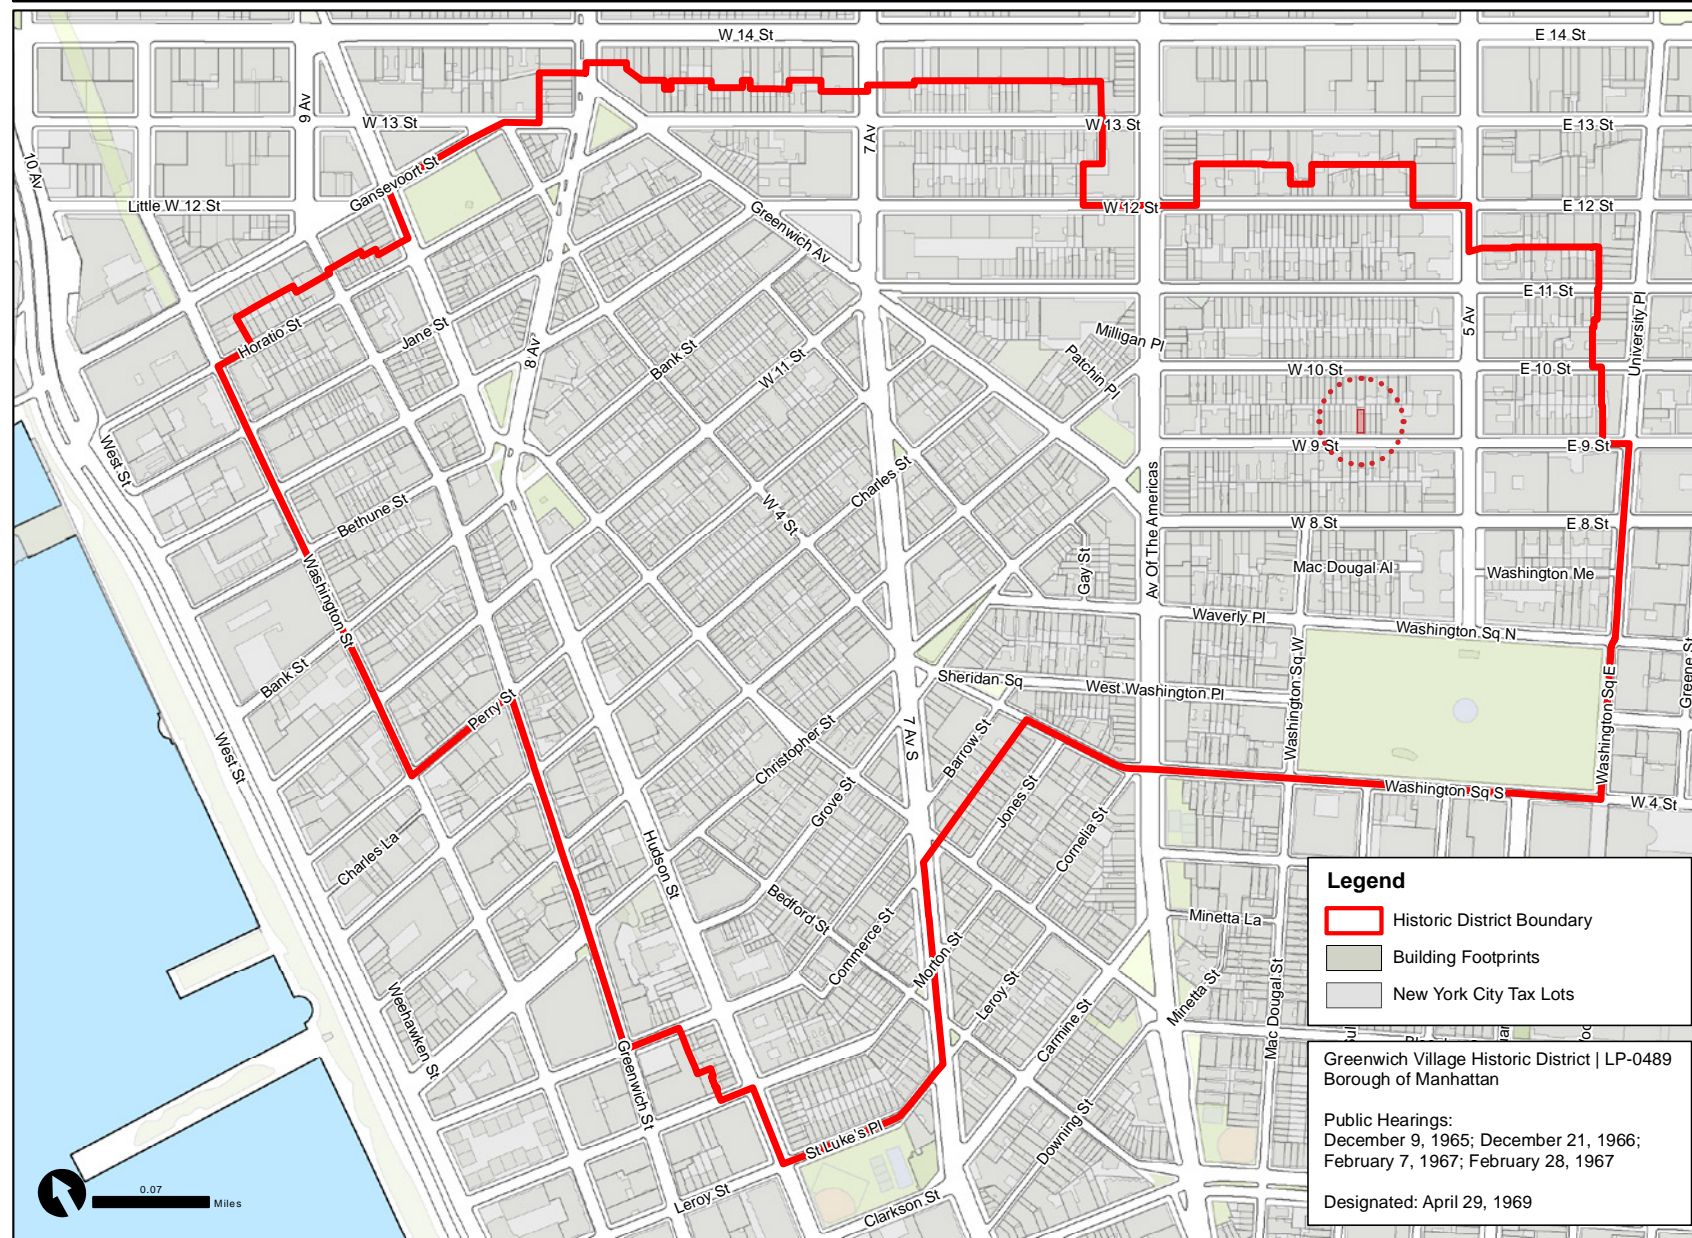 W 14 St
E 14 St
9 Av
W 13 St
7 Av
W 13 St
E 13 St
10 Av
Gansevoort St
Little W 12 St
Greenwich Av
W 12 St
E 12 St
E 11 St
University Pl
5 Av
Horatio St
Jane St
8 Av
Bank St
W 11 St
Milligan Pl
Patchin Pl
W 10 St
E 10 St
W 9 St
E 9 St
West St
Charles St
W 4 St
Bethune St
Av Of The Americas
W 8 St
E 8 St
Gay St
Mac Dougal Al
Washington Me
Washington St
Waverly Pl
Washington Sq N
Bank St
Perry St
Sheridan Sq
West Washington Pl
Washington Sq W
Washington Sq E
Greene St
West St
Christopher St
7 Av S
Barrow St
Grove St
Jones St
Washington Sq S
W 4 St
Charles La
Hudson St
Cornelia St
Bedford St
Commerce St
Morton St
Minetta La
Weehawken St
Leroy St
Carmine St
Minetta St
Mac Dougal St
Greenwich St
St Luke's Pl
Downing St
Leroy St
Clarkson St
0.07
Miles
Legend
Historic District Boundary
Building Footprints
New York City Tax Lots
Greenwich Village Historic District | LP-0489
Borough of Manhattan
Public Hearings:
December 9, 1965; December 21, 1966;
February 7, 1967; February 28, 1967
Designated: April 29, 1969